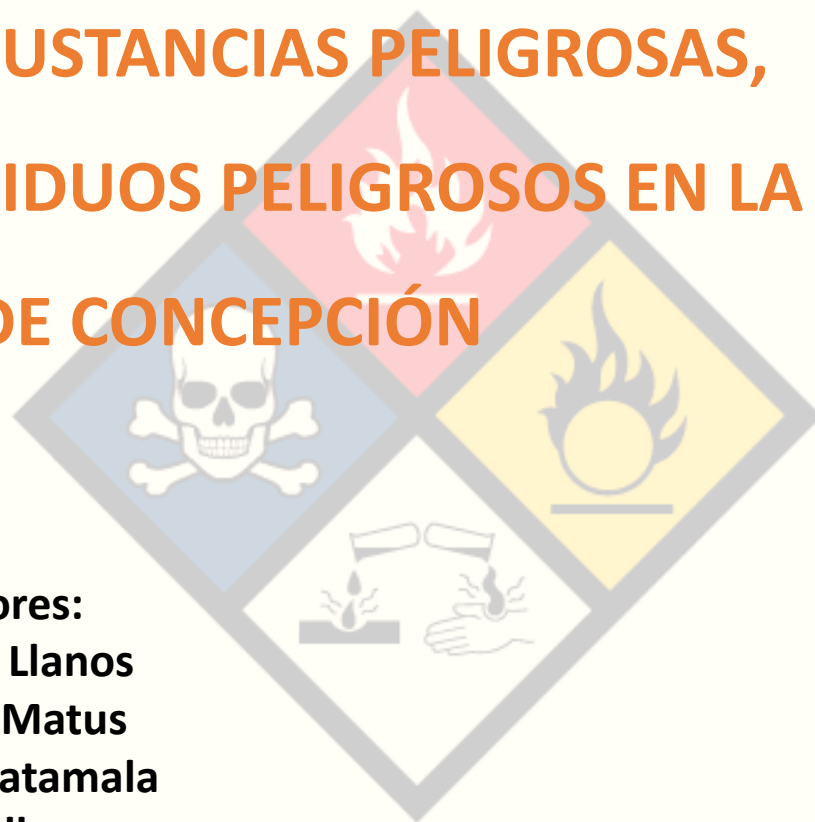 USTANCIAS PELIGROSAS,
IDUOS PELIGROSOS EN LA
DE CONCEPCIÓN
ores:
Llanos
Matus
atamala